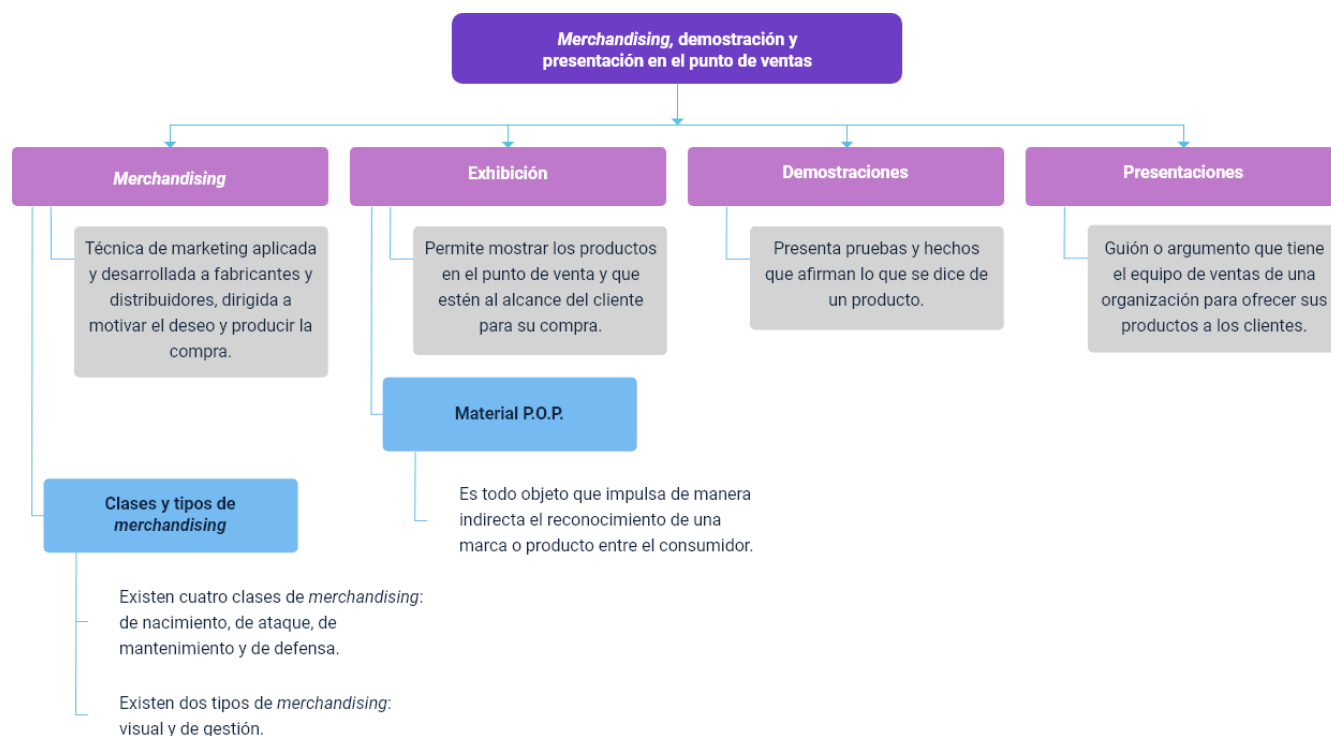 Merchandising, demostración y
presentación en el punto de ventas
Merchandising
Técnica de marketing aplicada
y desarrollada a fabricantes y
distribuidores, dirigida a
motivar el deseo y producir la
compra.
Clases y tipos de
merchandising
Existen cuatro clases de merchandising:
de nacimiento, de ataque, de
mantenimiento y de defensa.
Existen dos tipos de merchandising:
visual y de gestión.
Exhibición
Permite mostrar los productos
en el punto de venta y que
estén al alcance del cliente
para su compra.
Material P.O.P.
Es todo objeto que impulsa de manera
indirecta el reconocimiento de una
marca o producto entre el consumidor.
Demostraciones
Presenta pruebas y hechos
que afirman lo que se dice de
un producto.
Presentaciones
Guión o argumento que tiene
el equipo de ventas de una
organización para ofrecer sus
productos a los clientes.